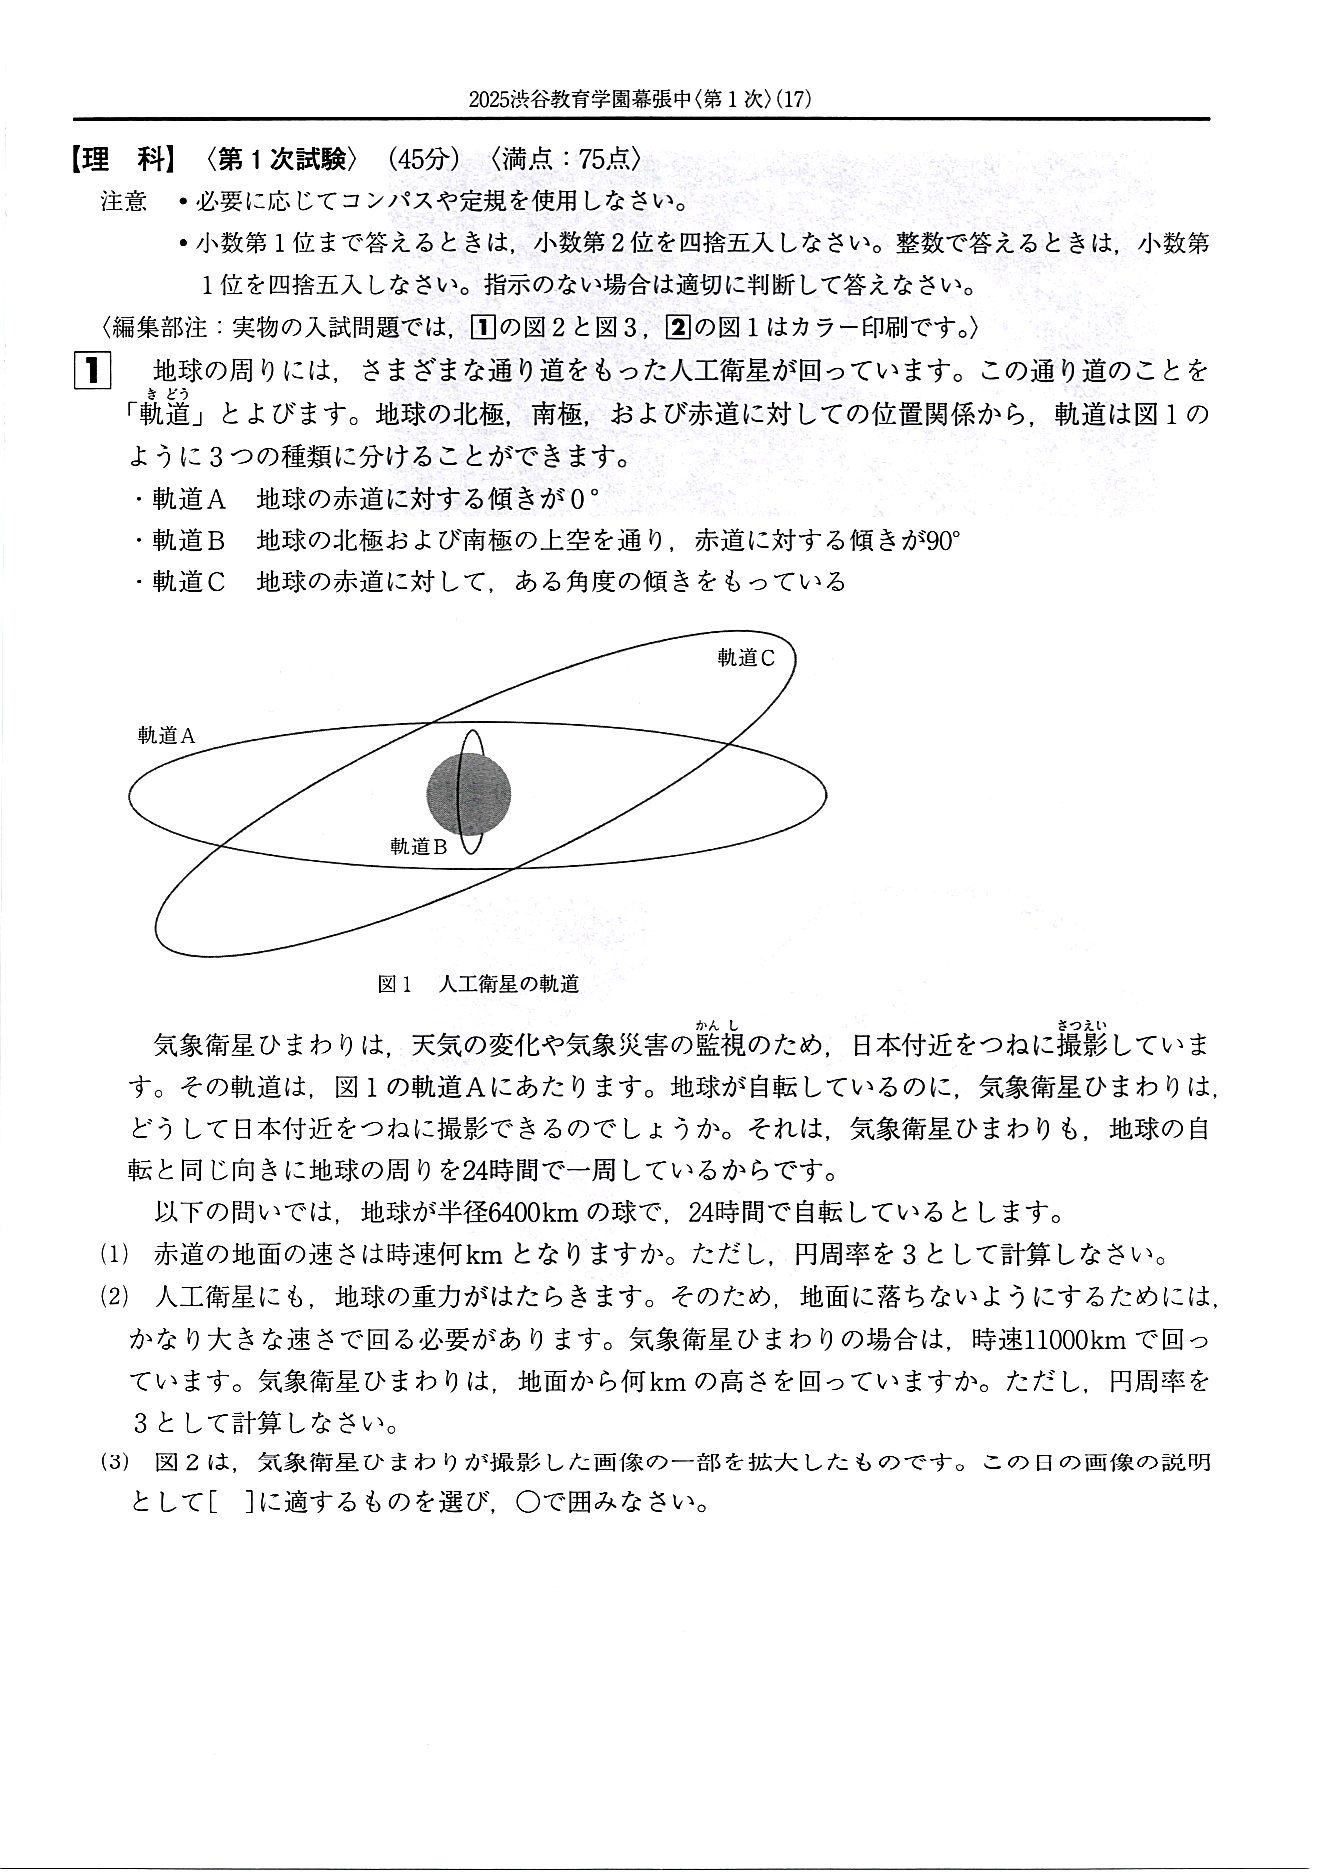 2025渋谷教育学園幕張中〈第1次〉(17)
【理　科】〈第1次試験〉(45分)〈満点：75点〉
注意　・必要に応じてコンパスや定規を使用しなさい。
・小数第1位まで答えるときは，小数第2位を四捨五入しなさい。整数で答えるときは，小数第
1位を四捨五入しなさい。指示のない場合は適切に判断して答えなさい。
〈編集部注：実物の入試問題では，1の図2と図3，2の図1はカラー印刷です。〉
1　地球の周りには，さまざまな通り道をもった人工衛星が回っています。この通り道のことを
きどう
「軌道」とよびます。地球の北極，南極，および赤道に対しての位置関係から，軌道は図1の
ように3つの種類に分けることができます。
・軌道A　地球の赤道に対する傾きが0°
・軌道B　地球の北極および南極の上空を通り，赤道に対する傾きが90°
・軌道C　地球の赤道に対して，ある角度の傾きをもっている
軌道C
軌道A
軌道B
図1　人工衛星の軌道
かんし　さつえい
気象衛星ひまわりは，天気の変化や気象災害の監視のため，日本付近をつねに撮影していま
す。その軌道は，図1の軌道Aにあたります。地球が自転しているのに，気象衛星ひまわりは，
どうして日本付近をつねに撮影できるのでしょうか。それは，気象衛星ひまわりも，地球の自
転と同じ向きに地球の周りを24時間で一周しているからです。
以下の問いでは，地球が半径6400kmの球で，24時間で自転しているとします。
(1)　赤道の地面の速さは時速何kmとなりますか。ただし，円周率を3として計算しなさい。
(2)　人工衛星にも，地球の重力がはたらきます。そのため，地面に落ちないようにするためには，
かなり大きな速さで回る必要があります。気象衛星ひまわりの場合は，時速11000kmで回っ
ています。気象衛星ひまわりは，地面から何kmの高さを回っていますか。ただし，円周率を
3として計算しなさい。
(3)　図2は，気象衛星ひまわりが撮影した画像の一部を拡大したものです。この日の画像の説明
として[　]に適するものを選び，○で囲みなさい。